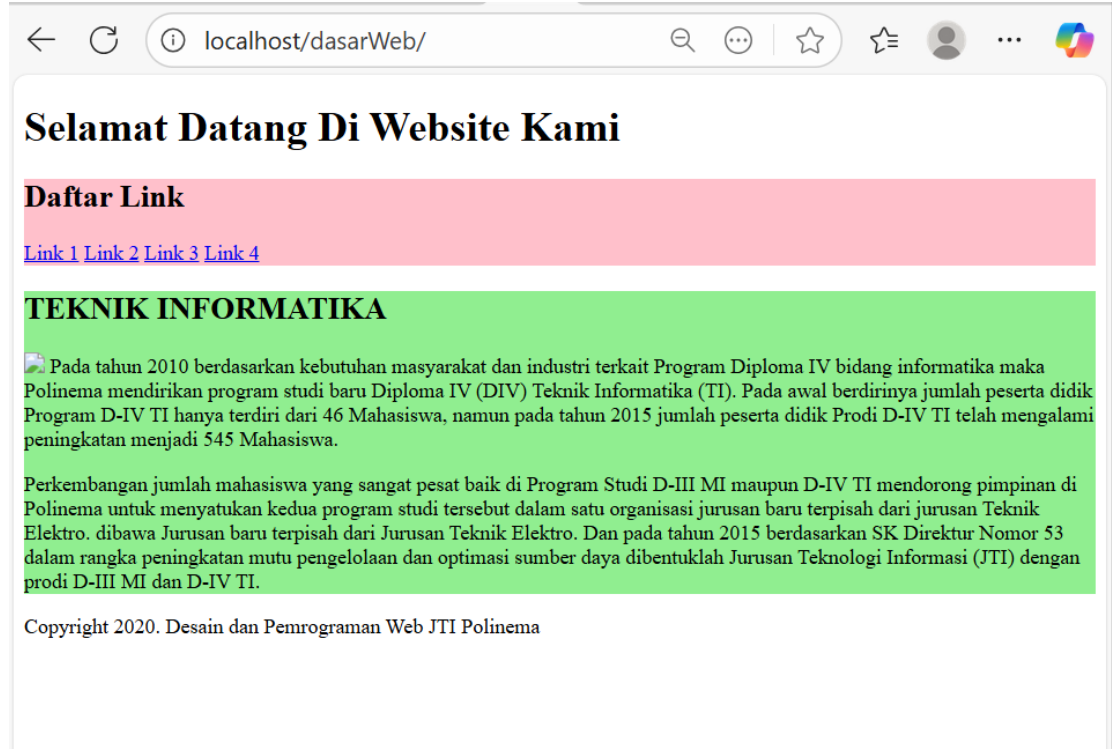 localhost/dasarWeb/
Selamat Datang Di Website Kami
Daftar Link
Link 1 Link 2 Link 3 Link 4
TEKNIK INFORMATIKA
Pada tahun 2010 berdasarkan kebutuhan masyarakat dan industri terkait Program Diploma IV bidang informatika maka
Polinema mendirikan program studi baru Diploma IV (DIV) Teknik Informatika (TI). Pada awal berdirinya jumlah peserta didik
Program D-IV TI hanya terdiri dari 46 Mahasiswa, namun pada tahun 2015 jumlah peserta didik Prodi D-IV TI telah mengalami
peningkatan menjadi 545 Mahasiswa.
Perkembangan jumlah mahasiswa yang sangat pesat baik di Program Studi D-III MI maupun D-IV TI mendorong pimpinan di
Polinema untuk menyatukan kedua program studi tersebut dalam satu organisasi jurusan baru terpisah dari jurusan Teknik
Elektro. dibawa Jurusan baru terpisah dari Jurusan Teknik Elektro. Dan pada tahun 2015 berdasarkan SK Direktur Nomor 53
dalam rangka peningkatan mutu pengelolaan dan optimasi sumber daya dibentuklah Jurusan Teknologi Informasi (JTI) dengan
prodi D-III MI dan D-IV TI.
Copyright 2020. Desain dan Pemrograman Web JTI Polinema